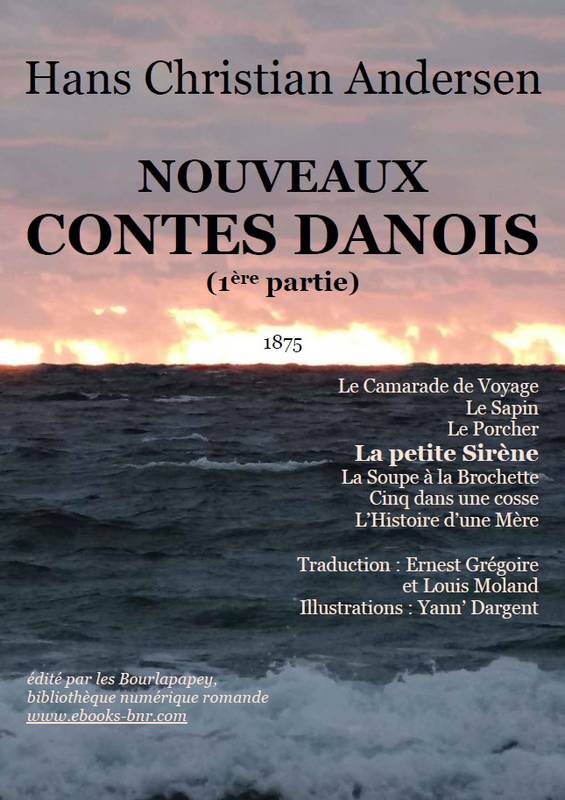 Hans Christian Andersen
NOUVEAUX
CONTES DANOIS
(1ère partie)
1875
Le Camarade de Voyage
Le Sapin
Le Porcher
La petite Sirène
La Soupe à la Brochette
Cinq dans une cosse
L’Histoire d’une Mère
Traduction : Ernest Grégoire
et Louis Moland
Illustrations : Yann’ Dargent
édité par les Bourlapapey,
bibliothèque numérique romande
www.ebooks-bnr.com